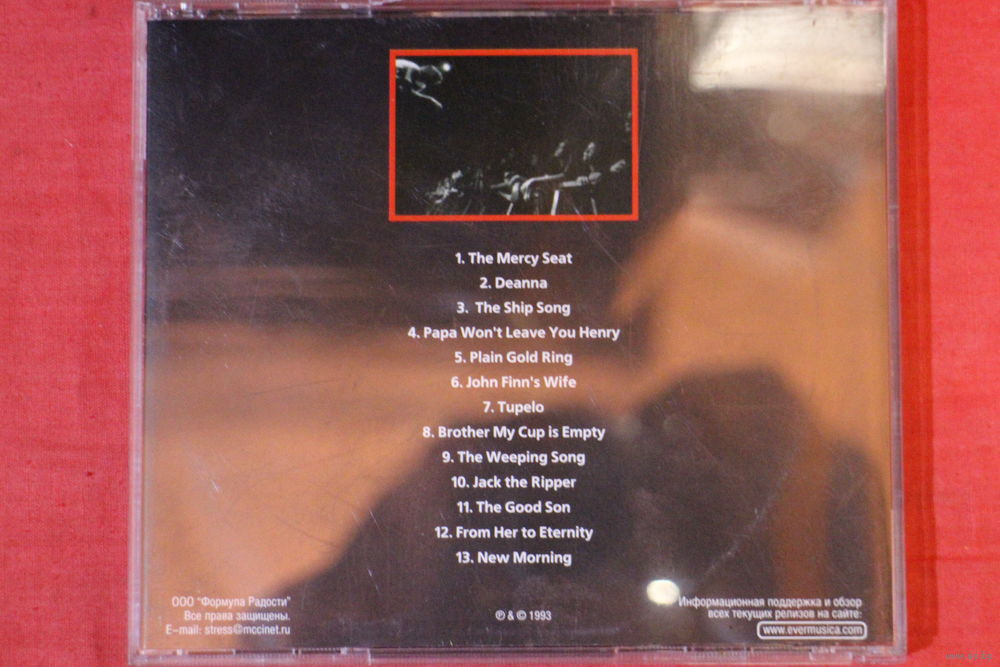 1. The Mercy Seat
2. Deanna
3. The Ship Song
4. Papa Won't Leave You Henry
5. Plain Gold Ring
6. John Finn's Wife
7. Tupelo
8. Brother My Cup is Empty
9. The Weeping Song
10. Jack the Ripper
11. The Good Son
12. From Her to Eternity
13. New Morning
ООО "Формула Радости"
Все права защищены.
E-mail: stress@mccinet.ru
℗ & © 1993
Информационная поддержка и обзор
всех текущих релизов на сайте:
www.evermusica.com